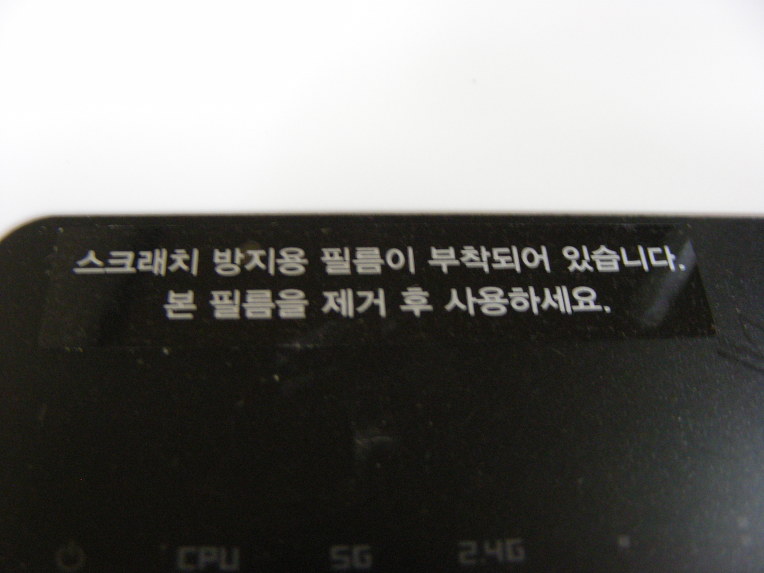 스크래치 방지용 필름이 부착되어 있습니다.
본 필름을 제거 후 사용하세요.
CPU 5G 2.4G